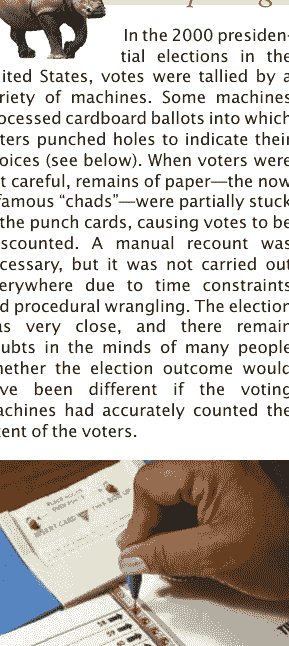 In the 2000 presiden-
tial elections in the
ited States, votes were tallied by a
riety of machines. Some machines
ocessed cardboard ballots into which
ters punched holes to indicate their
oices (see below). When voters were
t careful, remains of paper—the now
famous “chads”—were partially stuck
the punch cards, causing votes to be
scounted. A manual recount was
cessary, but it was not carried out
erywhere due to time constraints
d procedural wrangling. The election
as very close, and there remain
ubts in the minds of many people
hether the election outcome would
ve been different if the voting
achines had accurately counted the
tent of the voters.
INSERT CARD